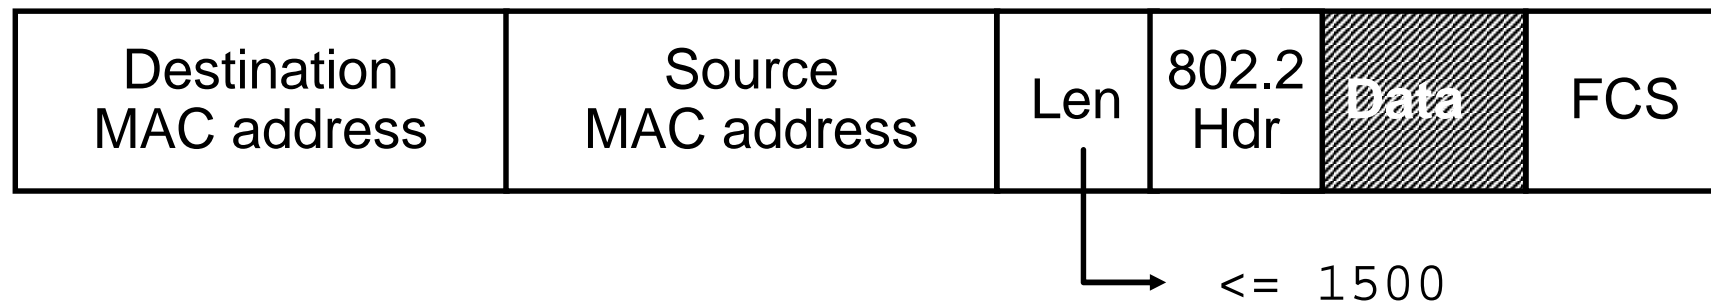 Destination
MAC address
Source
MAC address
Len
802.2
Hdr
Data
FCS
<= 1500